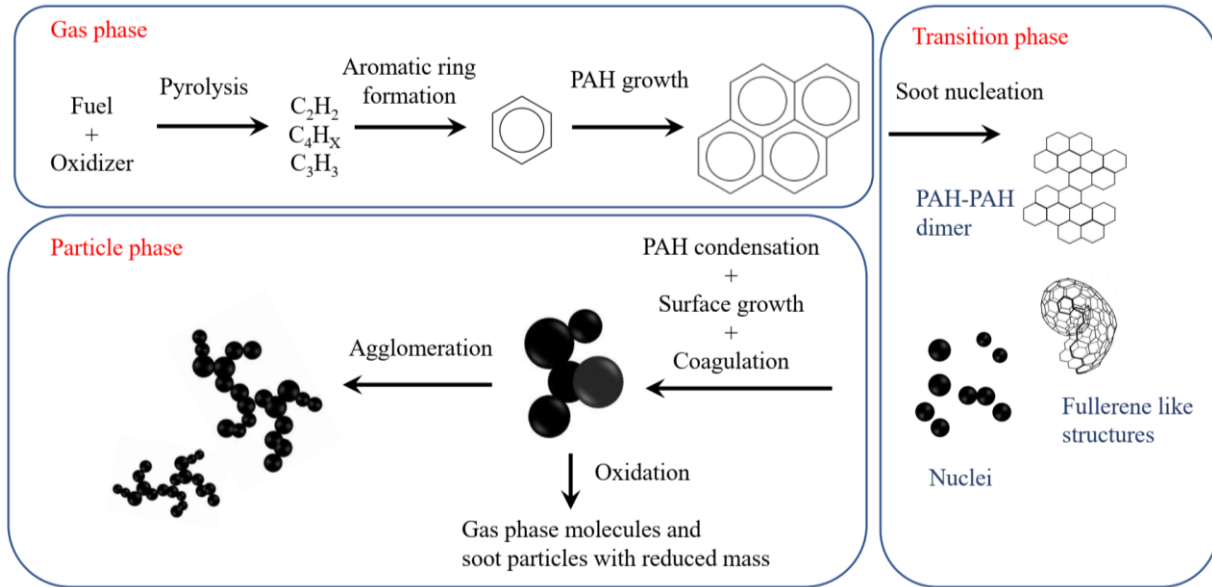 Gas phase
Fuel
+
Oxidizer
Pyrolysis
C₂H₂
C₄Hₓ
C₃H₃
Aromatic ring
formation
PAH growth
Transition phase
Soot nucleation
PAH-PAH
dimer
Fullerene like
structures
Nuclei
Particle phase
PAH condensation
+
Surface growth
+
Coagulation
Agglomeration
Oxidation
Gas phase molecules and
soot particles with reduced mass